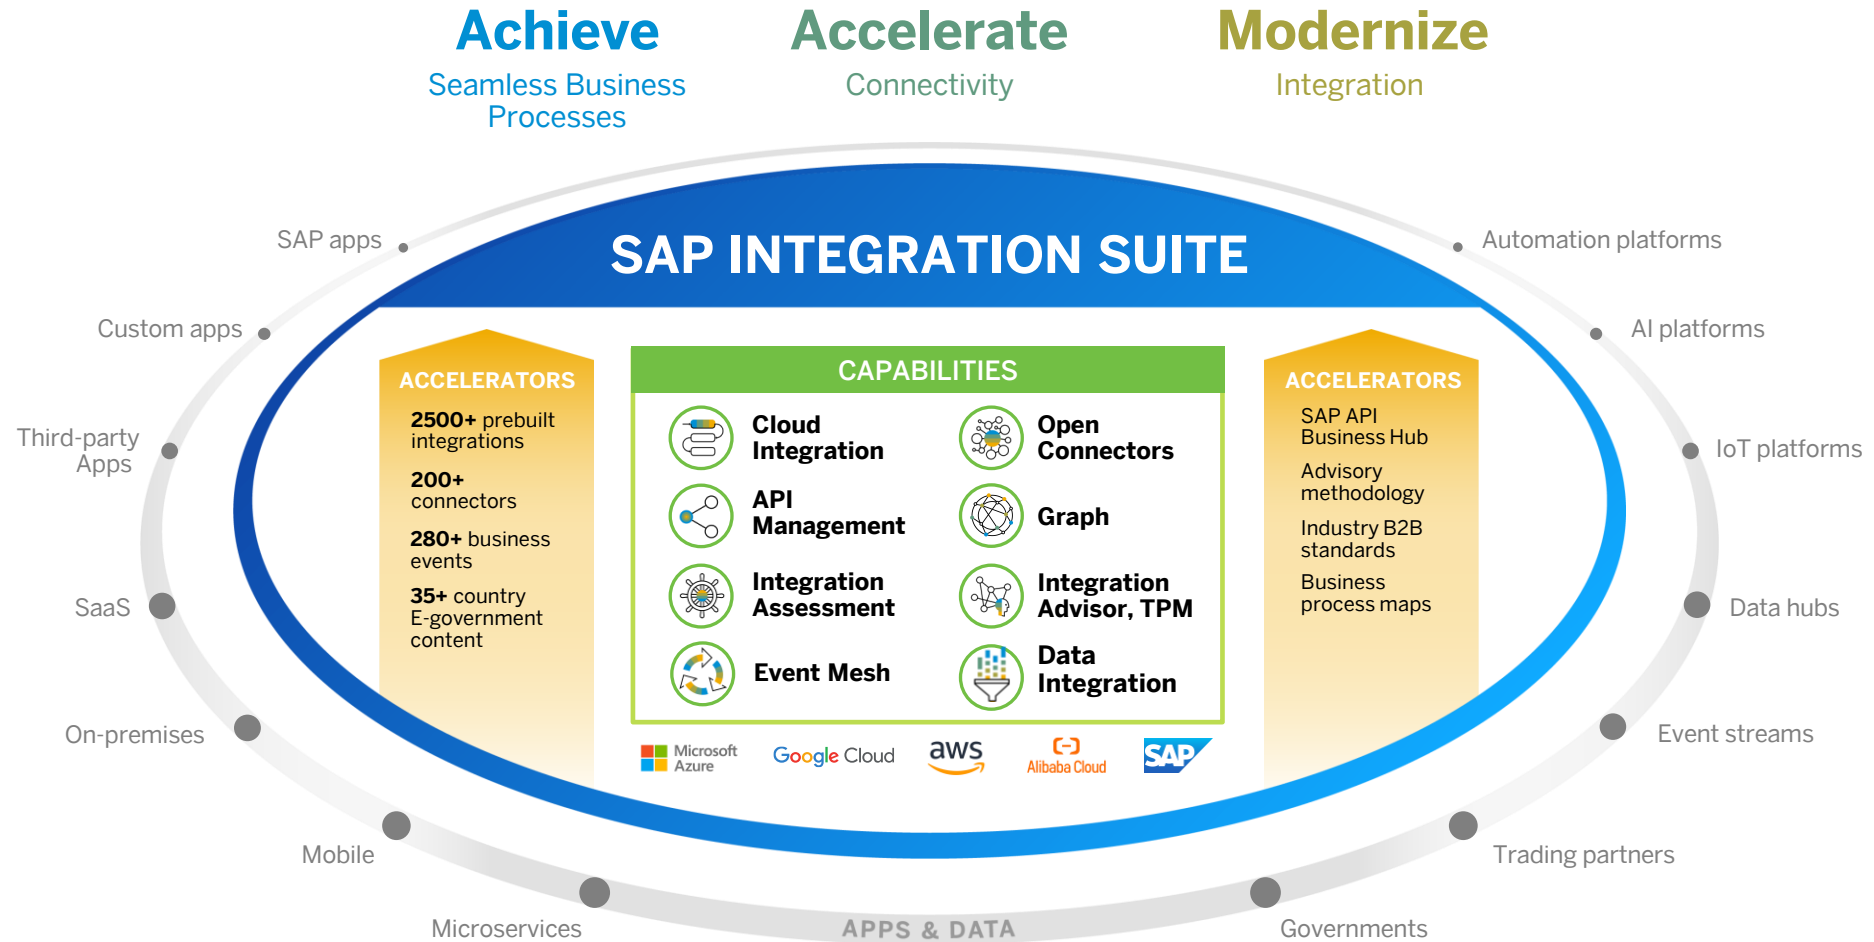 Achieve
Seamless Business
Processes
Accelerate
Connectivity
Modernize
Integration
SAP INTEGRATION SUITE
SAP apps
Custom apps
Third-party
Apps
SaaS
On-premises
Mobile
Microservices
ACCELERATORS
2500+ prebuilt
integrations
200+
connectors
280+ business
events
35+ country
E-government
content
CAPABILITIES
Cloud
Integration
Open
Connectors
API
Management
Graph
Integration
Assessment
Integration
Advisor, TPM
Event Mesh
Data
Integration
Microsoft
Azure
Google Cloud
aws
Alibaba Cloud
SAP
ACCELERATORS
SAP API
Business Hub
Advisory
methodology
Industry B2B
standards
Business
process maps
Automation platforms
AI platforms
IoT platforms
Data hubs
Event streams
Trading partners
Governments
APPS & DATA